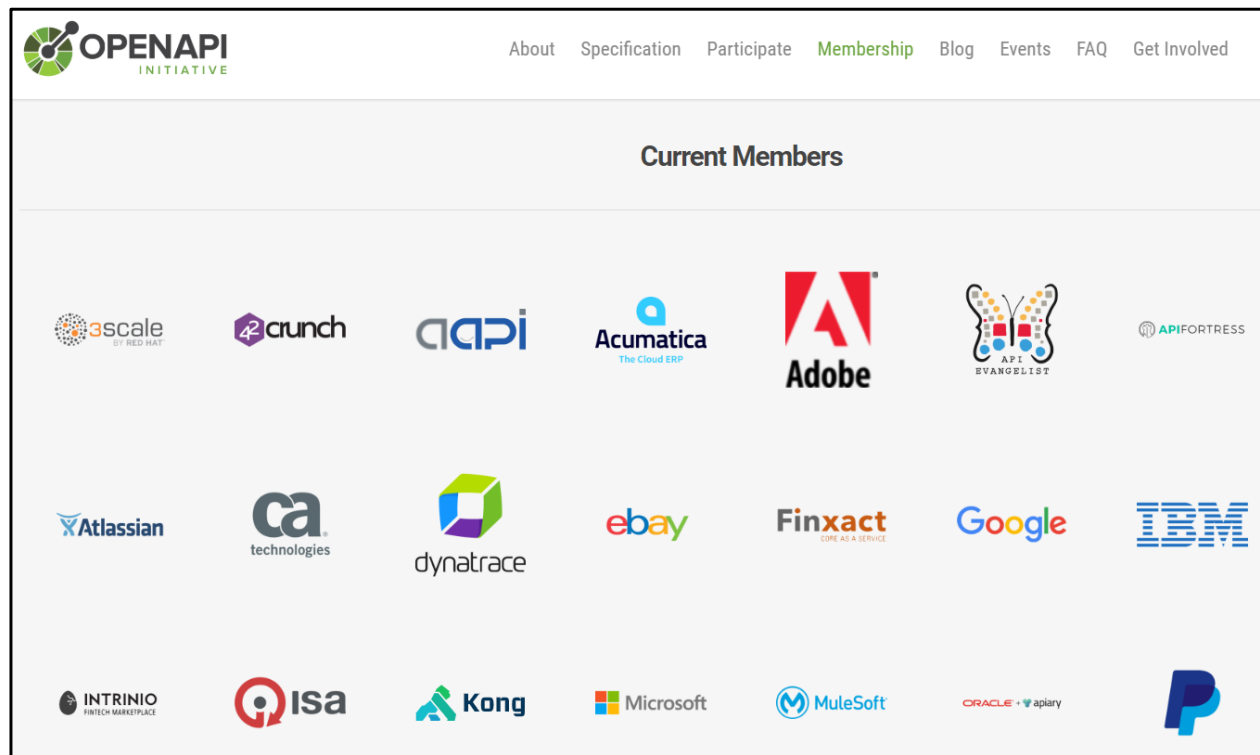 OPENAPI
INITIATIVE
About Specification Participate Membership Blog Events FAQ Get Involved
Current Members
3scale
BY RED HAT
42crunch
aapi
Acumatica
The Cloud ERP
Adobe
API
EVANGELIST
APIFORTRESS
Atlassian
ca
technologies
dynatrace
ebay
Finxact
CORE AS A SERVICE
Google
IBM
INTRINIO
FINTECH MARKETPLACE
isa
Kong
Microsoft
MuleSoft
ORACLE + apiary